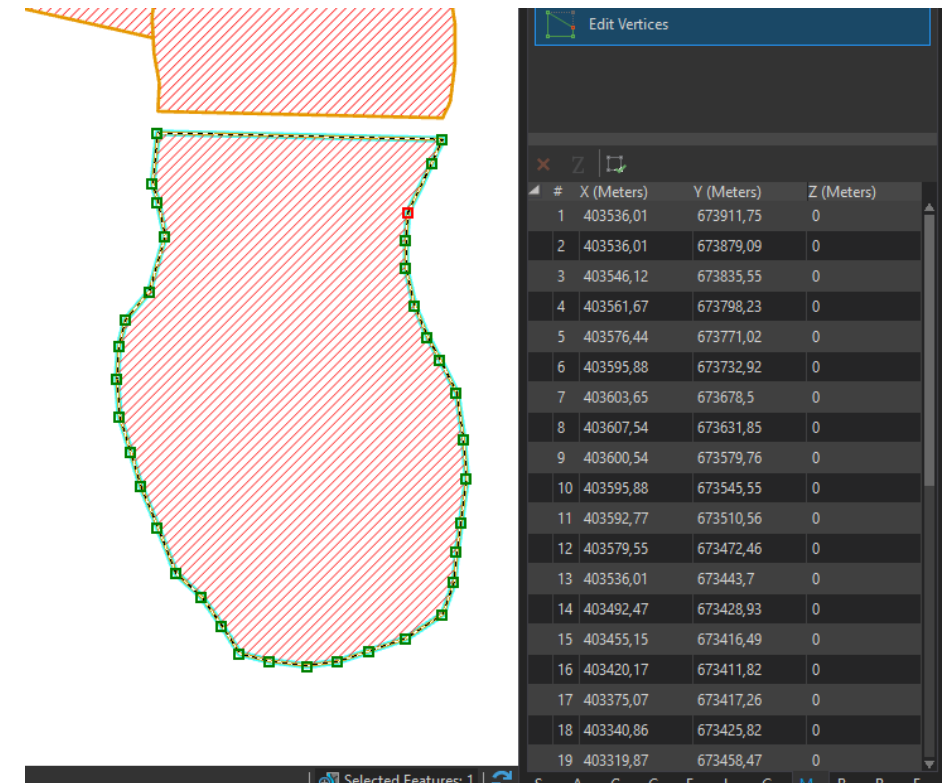 Edit Vertices
Z
# X (Meters) Y (Meters) Z (Meters)
1 403536,01 673911,75 0
2 403536,01 673879,09 0
3 403546,12 673835,55 0
4 403561,67 673798,23 0
5 403576,44 673771,02 0
6 403595,88 673732,92 0
7 403603,65 673678,5 0
8 403607,54 673631,85 0
9 403600,54 673579,76 0
10 403595,88 673545,55 0
11 403592,77 673510,56 0
12 403579,55 673472,46 0
13 403536,01 673443,7 0
14 403492,47 673428,93 0
15 403455,15 673416,49 0
16 403420,17 673411,82 0
17 403375,07 673417,26 0
18 403340,86 673425,82 0
19 403319,87 673458,47 0
Selected Features: 1